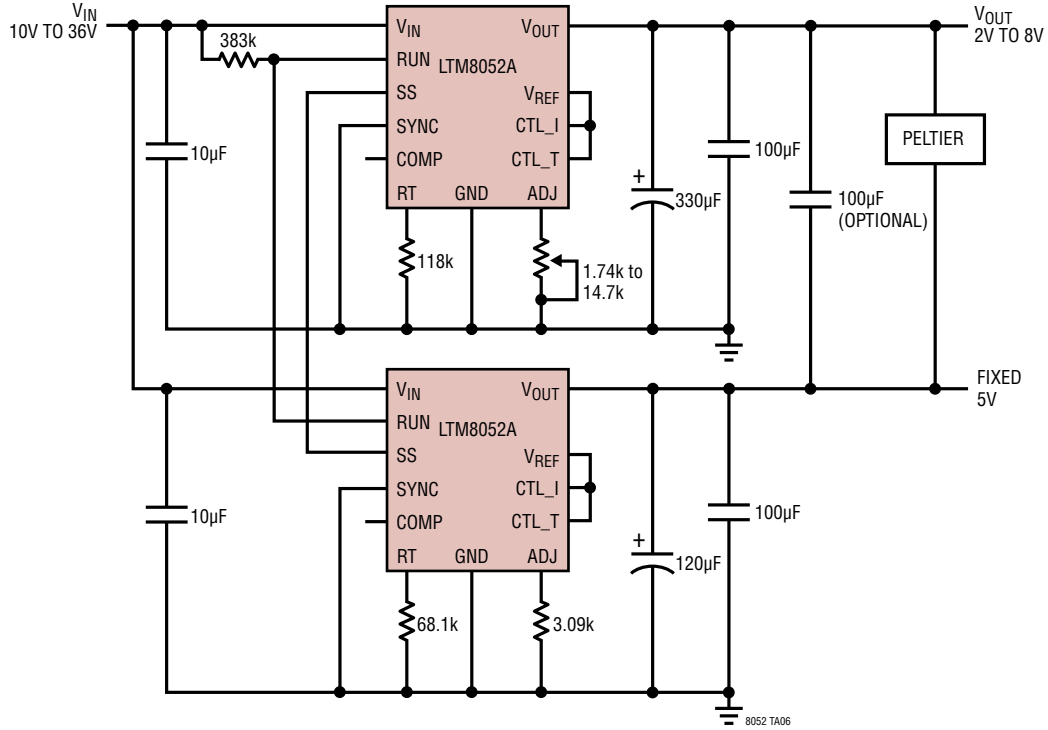 VIN
10V TO 36V
383k
VIN
VOUT
VOUT
2V TO 8V
RUN
LTM8052A
SS
VREF
SYNC
CTL_I
COMP
CTL_T
RT
GND
ADJ
10µF
+
330µF
100µF
100µF
(OPTIONAL)
PELTIER
118k
1.74k to
14.7k
VIN
VOUT
FIXED
5V
RUN
LTM8052A
SS
VREF
SYNC
CTL_I
COMP
CTL_T
RT
GND
ADJ
10µF
+
120µF
100µF
68.1k
3.09k
8052 TA06